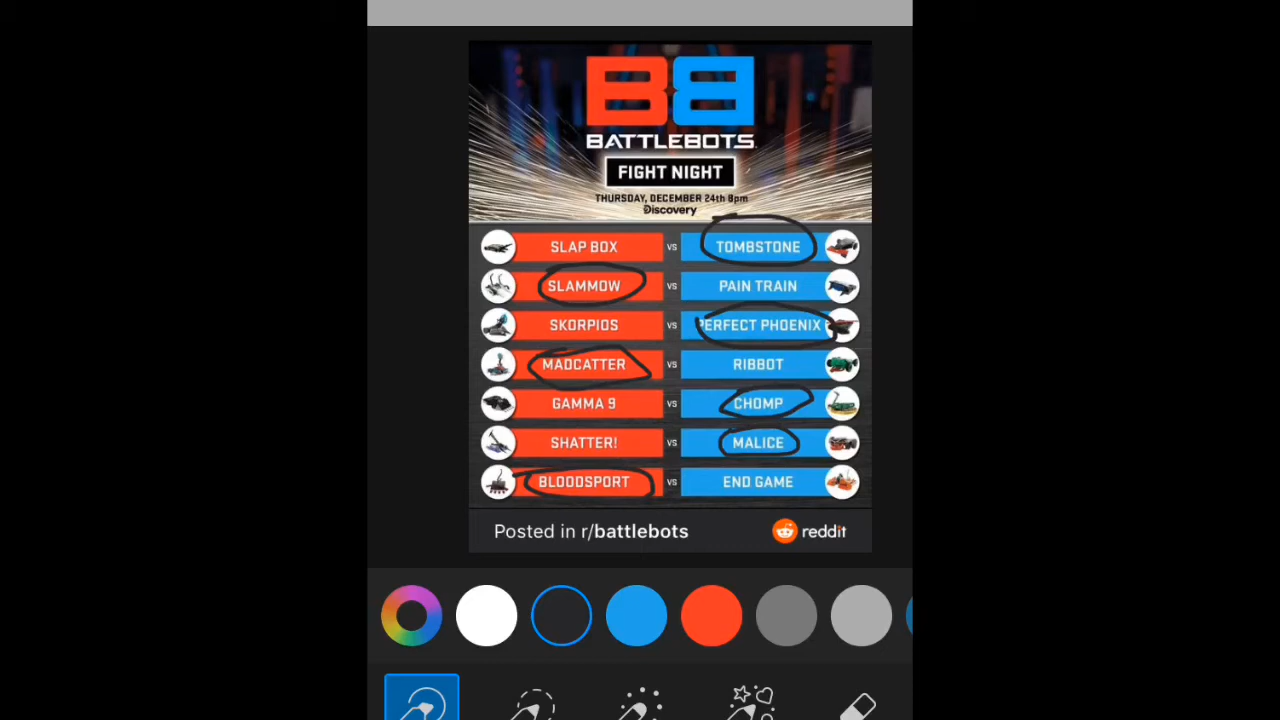 BB
BATTLEBOTS
FIGHT NIGHT
THURSDAY, DECEMBER 24th 8pm
Discovery
SLAP BOX VS TOMBSTONE
SLAMMOW VS PAIN TRAIN
SKORPIOS VS PERFECT PHOENIX
MADCATTER VS RIBBOT
GAMMA 9 VS CHOMP
SHATTER! VS MALICE
BLOODSPORT VS END GAME
Posted in r/battlebots reddit